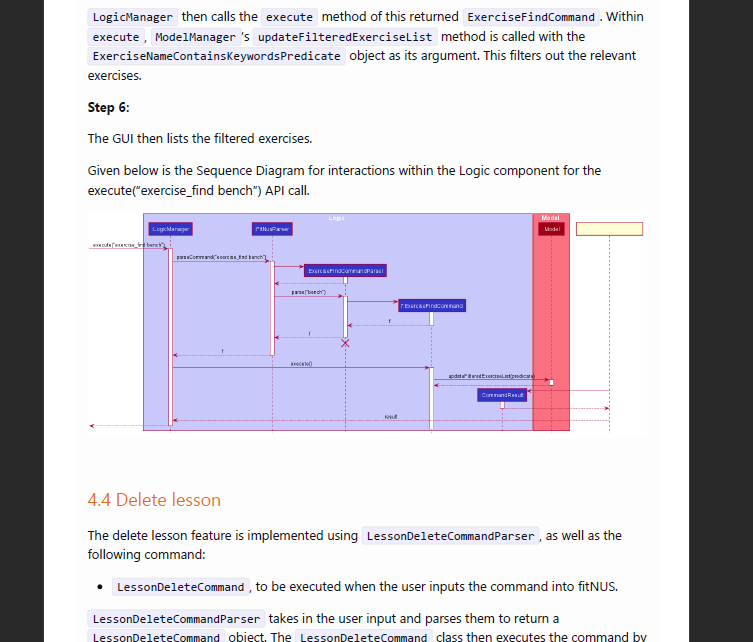 LogicManager then calls the execute method of this returned ExerciseFindCommand. Within
execute, ModelManager's updateFilteredExerciseList method is called with the
ExerciseNameContainsKeywordsPredicate object as its argument. This filters out the relevant
exercises.
Step 6:
The GUI then lists the filtered exercises.
Given below is the Sequence Diagram for interactions within the Logic component for the
execute(“exercise_find bench”) API call.
Logic
Model
:LogicManager
:FitNusParser
:Model
execute("exercise_find bench")
parseCommand("exercise_find bench")
:ExerciseFindCommandParser
parse("bench")
f:ExerciseFindCommand
f
f
f
execute()
updateFilteredExerciseList(predicate)
:CommandResult
result
4.4 Delete lesson
The delete lesson feature is implemented using LessonDeleteCommandParser, as well as the
following command:
• LessonDeleteCommand, to be executed when the user inputs the command into fitNUS.
LessonDeleteCommandParser takes in the user input and parses them to return a
LessonDeleteCommand object. The LessonDeleteCommand class then executes the command by